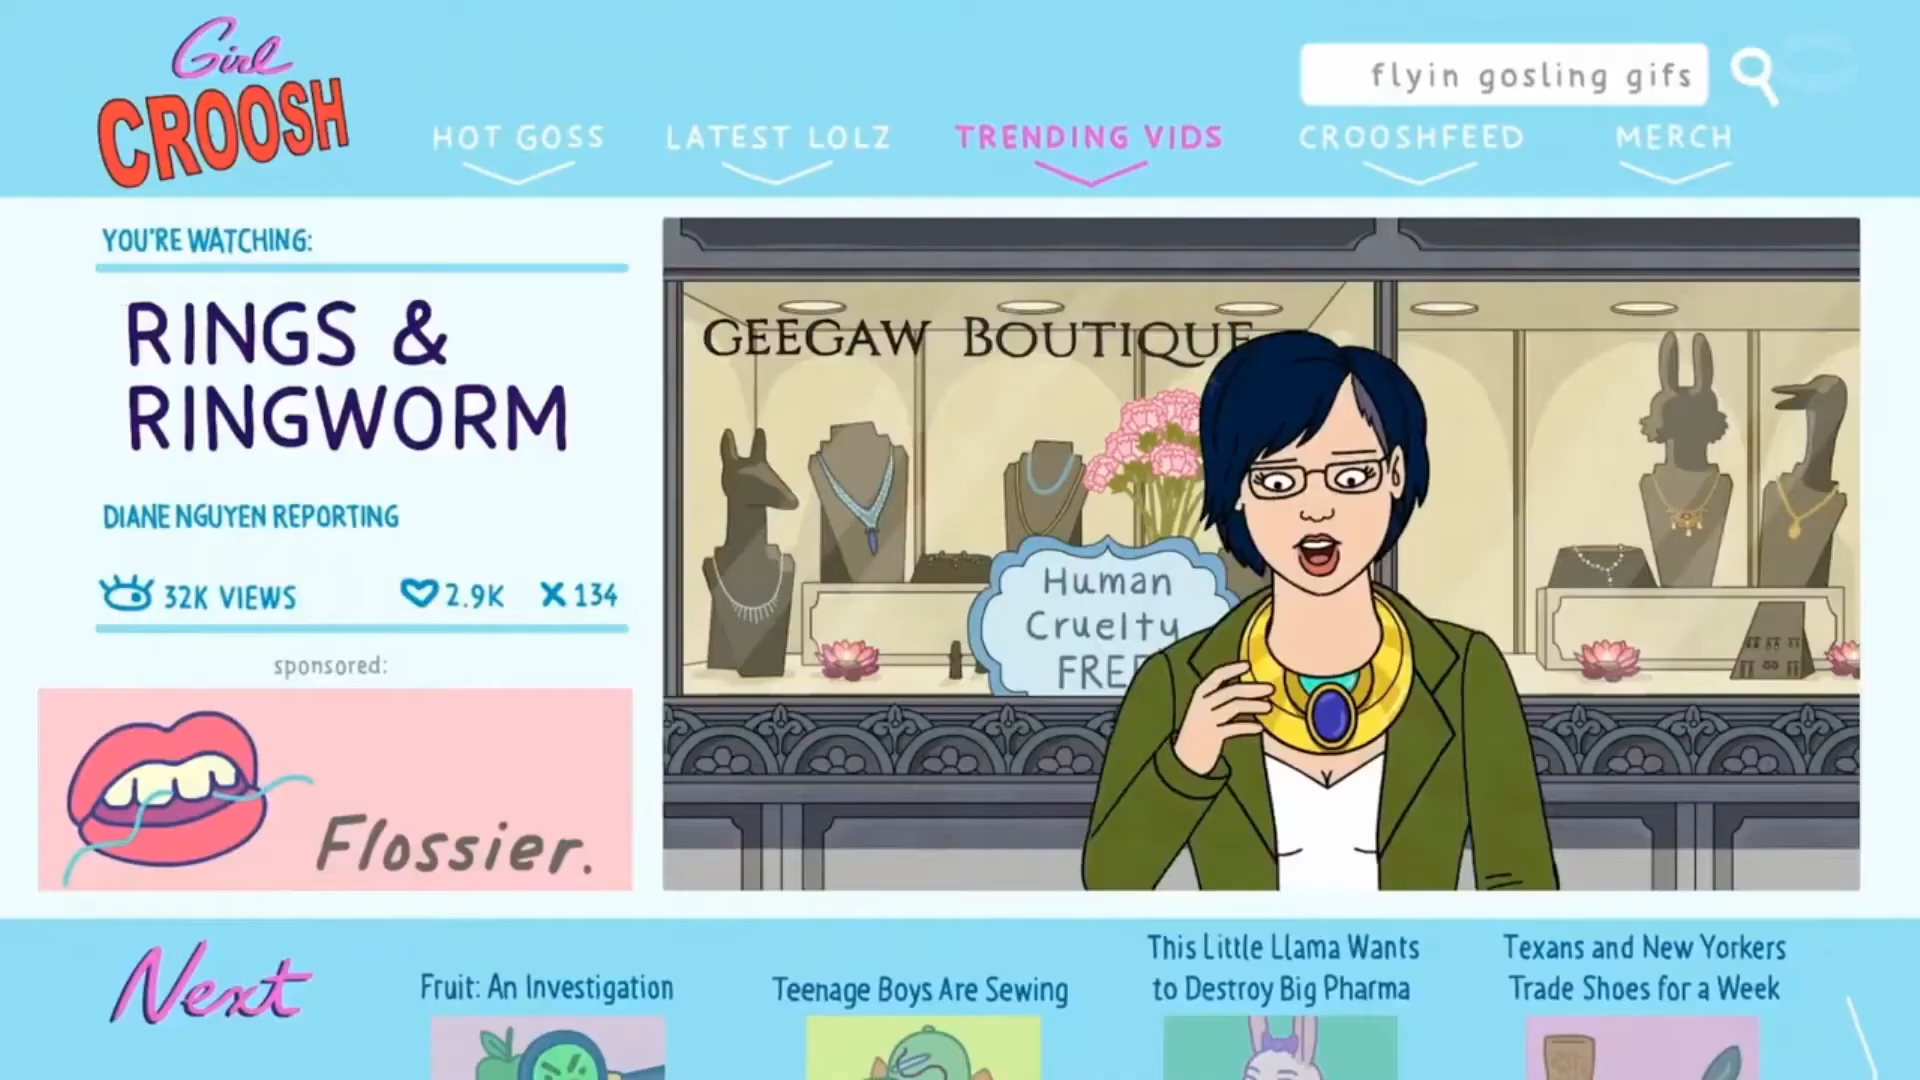 Girl
CROOSH
flyin gosling gifs
HOT GOSS
LATEST LOLZ
TRENDING VIDS
CROOSHFEED
MERCH
YOU'RE WATCHING:
RINGS &
RINGWORM
DIANE NGUYEN REPORTING
32K VIEWS
2.9K
X 134
sponsored:
Flossier.
GEEGAW BOUTIQUE
Human
Cruelty
FREE
Next
Fruit: An Investigation
Teenage Boys Are Sewing
This Little Llama Wants
to Destroy Big Pharma
Texans and New Yorkers
Trade Shoes for a Week